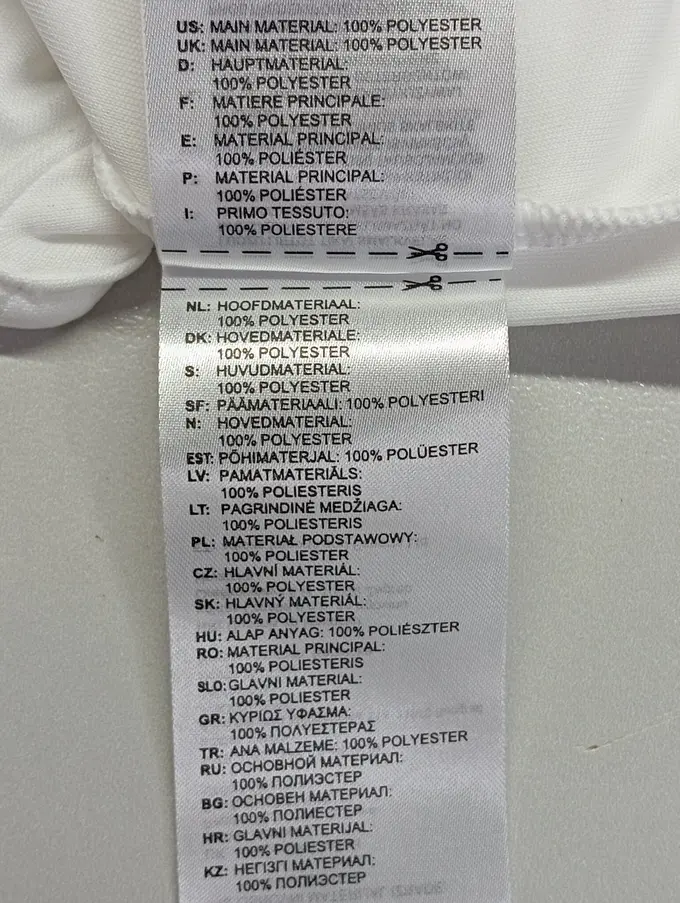 US: MAIN MATERIAL: 100% POLYESTER
UK: MAIN MATERIAL: 100% POLYESTER
D: HAUPTMATERIAL:
100% POLYESTER
F: MATIERE PRINCIPALE:
100% POLYESTER
E: MATERIAL PRINCIPAL:
100% POLIÉSTER
P: MATERIAL PRINCIPAL:
100% POLIÉSTER
I: PRIMO TESSUTO:
100% POLIESTERE
NL: HOOFDMATERIAAL:
100% POLYESTER
DK: HOVEDMATERIALE:
100% POLYESTER
S: HUVUDMATERIAL:
100% POLYESTER
SF: PÄÄMATERIAALI: 100% POLYESTERI
N: HOVEDMATERIAL:
100% POLYESTER
EST: PÕHIMATERJAL: 100% POLÜESTER
LV: PAMATMATERIĀLS:
100% POLIESTERIS
LT: PAGRINDINĖ MEDŽIAGA:
100% POLIESTERIS
PL: MATERIAŁ PODSTAWOWY:
100% POLIESTER
CZ: HLAVNÍ MATERIÁL:
100% POLYESTER
SK: HLAVNÝ MATERIÁL:
100% POLYESTER
HU: ALAP ANYAG: 100% POLIÉSZTER
RO: MATERIAL PRINCIPAL:
100% POLIESTERIS
SLO: GLAVNI MATERIAL:
100% POLIESTER
GR: ΚΥΡΙΩΣ ΥΦΑΣΜΑ:
100% ΠΟΛΥΕΣΤΕΡΑΣ
TR: ANA MALZEME: 100% POLYESTER
RU: ОСНОВНОЙ МАТЕРИАЛ:
100% ПОЛИЭСТЕР
BG: ОСНОВЕН МАТЕРИАЛ:
100% ПОЛИЕСТЕР
HR: GLAVNI MATERIJAL:
100% POLIESTER
KZ: НЕГІЗГІ МАТЕРИАЛ:
100% ПОЛИЭСТЕР